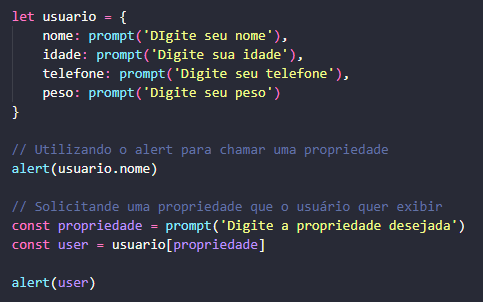 let usuario = {
nome: prompt('DIgite seu nome'),
idade: prompt('Digite sua idade'),
telefone: prompt('Digite seu telefone'),
peso: prompt('Digite seu peso')
}
// Utilizando o alert para chamar uma propriedade
alert(usuario.nome)
// Solicitande uma propriedade que o usuário quer exibir
const propriedade = prompt('Digite a propriedade desejada')
const user = usuario[propriedade]
alert(user)